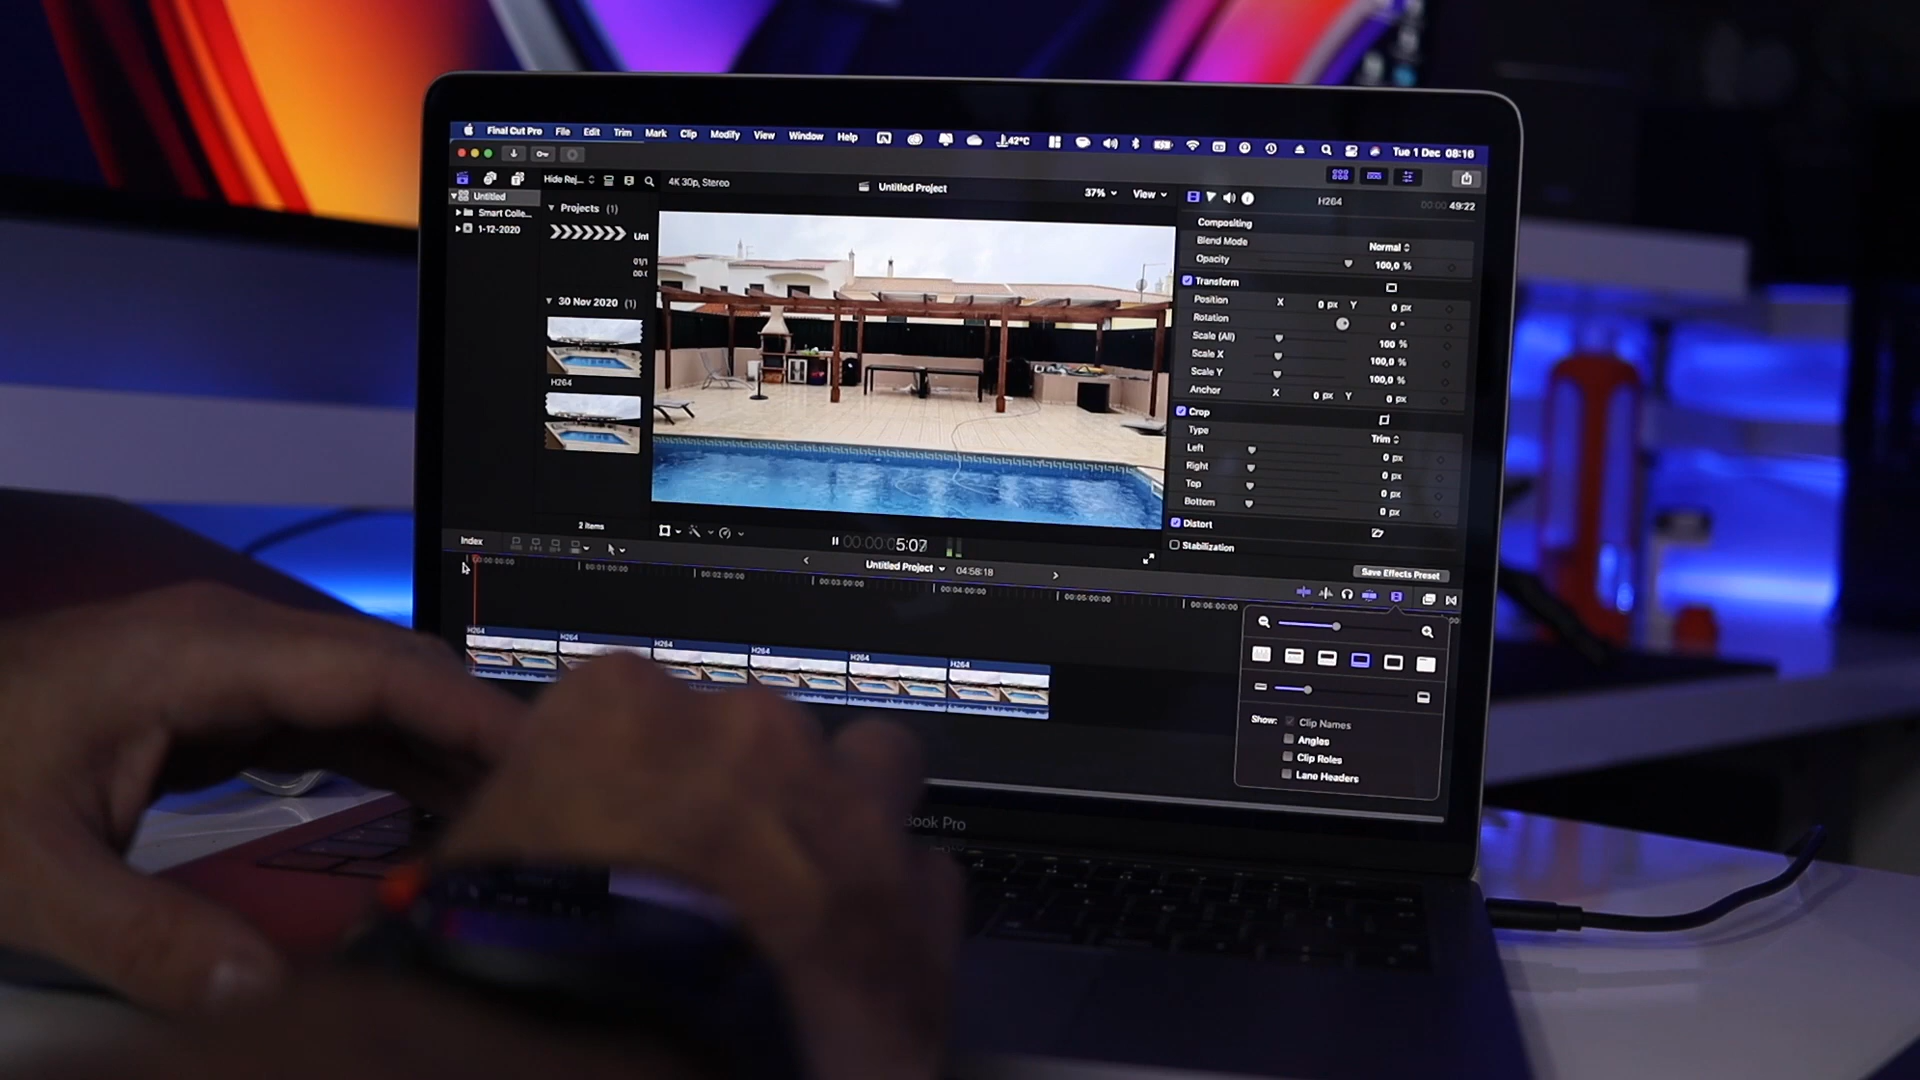 Final Cut Pro File Edit Trim Mark Clip Modify View Window Help 42°C Tue 1 Dec 08:16
Hide Rej... 4K 30p, Stereo Untitled Project 37% View H264 49:22
Untitled
Smart Colle...
1-12-2020
Projects (1)
Unt
30 Nov 2020 (1)
H264
2 items
Compositing
Blend Mode Normal
Opacity 100,0 %
Transform
Position X 0 px Y 0 px
Rotation 0 °
Scale (All) 100 %
Scale X 100,0 %
Scale Y 100,0 %
Anchor X 0 px Y 0 px
Crop
Type Trim
Left 0 px
Right 0 px
Top 0 px
Bottom 0 px
Distort
Stabilization
Save Effects Preset
00:00:05:07
Index Untitled Project 04:58:18
00:00:00:00 00:01:00:00 00:02:00:00 00:03:00:00 00:04:00:00 00:05:00:00 00:06:00:00
H264 H264 H264 H264 H264 H264
Show: Clip Names
Angles
Clip Roles
Lane Headers
Book Pro